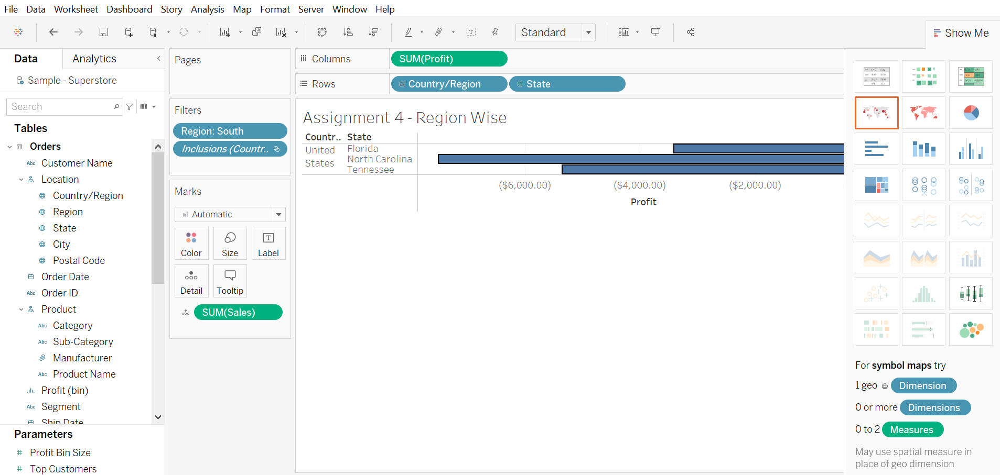 File Data Worksheet Dashboard Story Analysis Map Format Server Window Help
Standard
Show Me
Data Analytics
Sample - Superstore
Search
Tables
Orders
Abc Customer Name
Location
Country/Region
Region
State
City
Postal Code
Order Date
Abc Order ID
Product
Abc Category
Abc Sub-Category
Manufacturer
Abc Product Name
Profit (bin)
Abc Segment
Ship Date
Parameters
# Profit Bin Size
# Top Customers
Pages
Filters
Region: South
Inclusions (Countr..
Marks
Automatic
Color Size Label
Detail Tooltip
SUM(Sales)
Columns SUM(Profit)
Rows Country/Region State
Assignment 4 - Region Wise
Countr.. State
United States
Florida
North Carolina
Tennessee
($6,000.00) ($4,000.00) ($2,000.00)
Profit
For symbol maps try
1 geo Dimension
0 or more Dimensions
0 to 2 Measures
May use spatial measure in
place of geo dimension